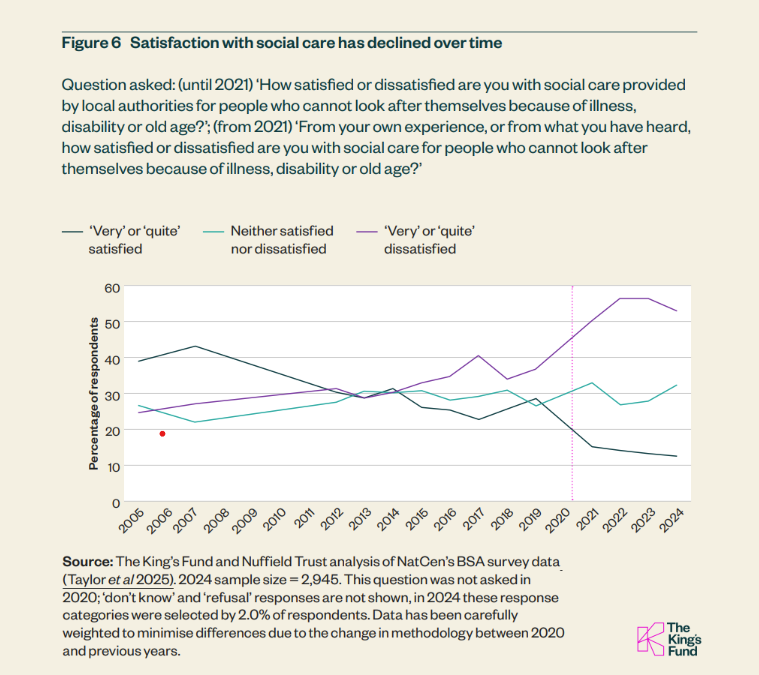 Figure 6 Satisfaction with social care has declined over time
Question asked: (until 2021) ‘How satisfied or dissatisfied are you with social care provided
by local authorities for people who cannot look after themselves because of illness,
disability or old age?’; (from 2021) ‘From your own experience, or from what you have heard,
how satisfied or dissatisfied are you with social care for people who cannot look after
themselves because of illness, disability or old age?’
‘Very’ or ‘quite’ satisfied
Neither satisfied nor dissatisfied
‘Very’ or ‘quite’ dissatisfied
Percentage of respondents
60
50
40
30
20
10
0
2005 2006 2007 2008 2009 2010 2011 2012 2013 2014 2015 2016 2017 2018 2019 2020 2021 2022 2023 2024
Source: The King’s Fund and Nuffield Trust analysis of NatCen’s BSA survey data
(Taylor et al 2025). 2024 sample size = 2,945. This question was not asked in
2020; ‘don’t know’ and ‘refusal’ responses are not shown, in 2024 these response
categories were selected by 2.0% of respondents. Data has been carefully
weighted to minimise differences due to the change in methodology between 2020
and previous years.
The
King’s
Fund